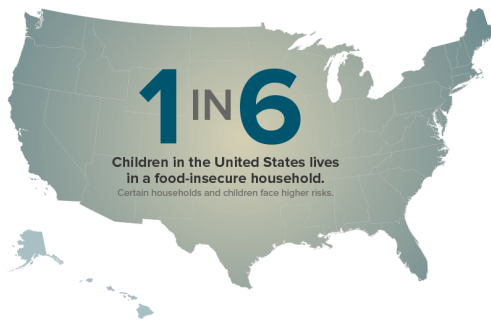 1 IN 6
Children in the United States lives
in a food-insecure household.
Certain households and children face higher risks.